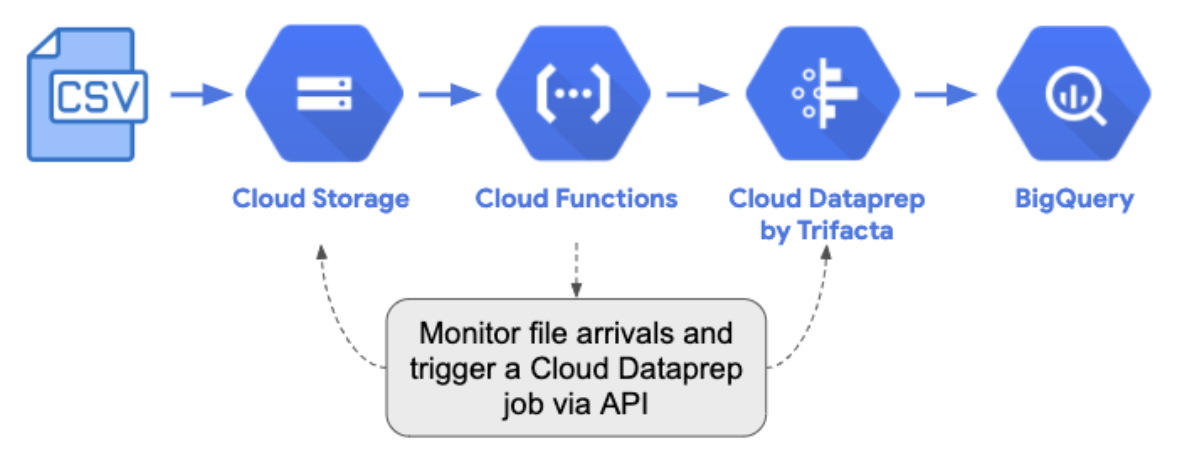 CSV
Cloud Storage
Cloud Functions
Cloud Dataprep
by Trifacta
BigQuery
Monitor file arrivals and
trigger a Cloud Dataprep
job via API